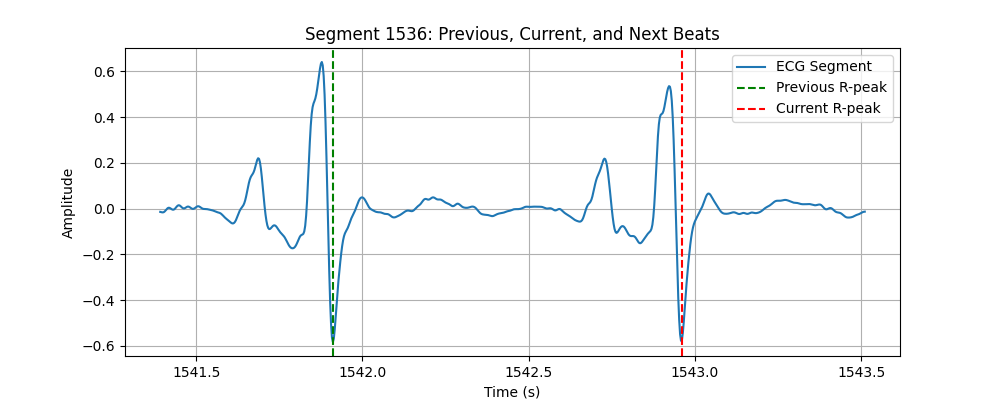 Segment 1536: Previous, Current, and Next Beats
ECG Segment
Previous R-peak
Current R-peak
Amplitude
0.6
0.4
0.2
0.0
−0.2
−0.4
−0.6
1541.5 1542.0 1542.5 1543.0 1543.5
Time (s)